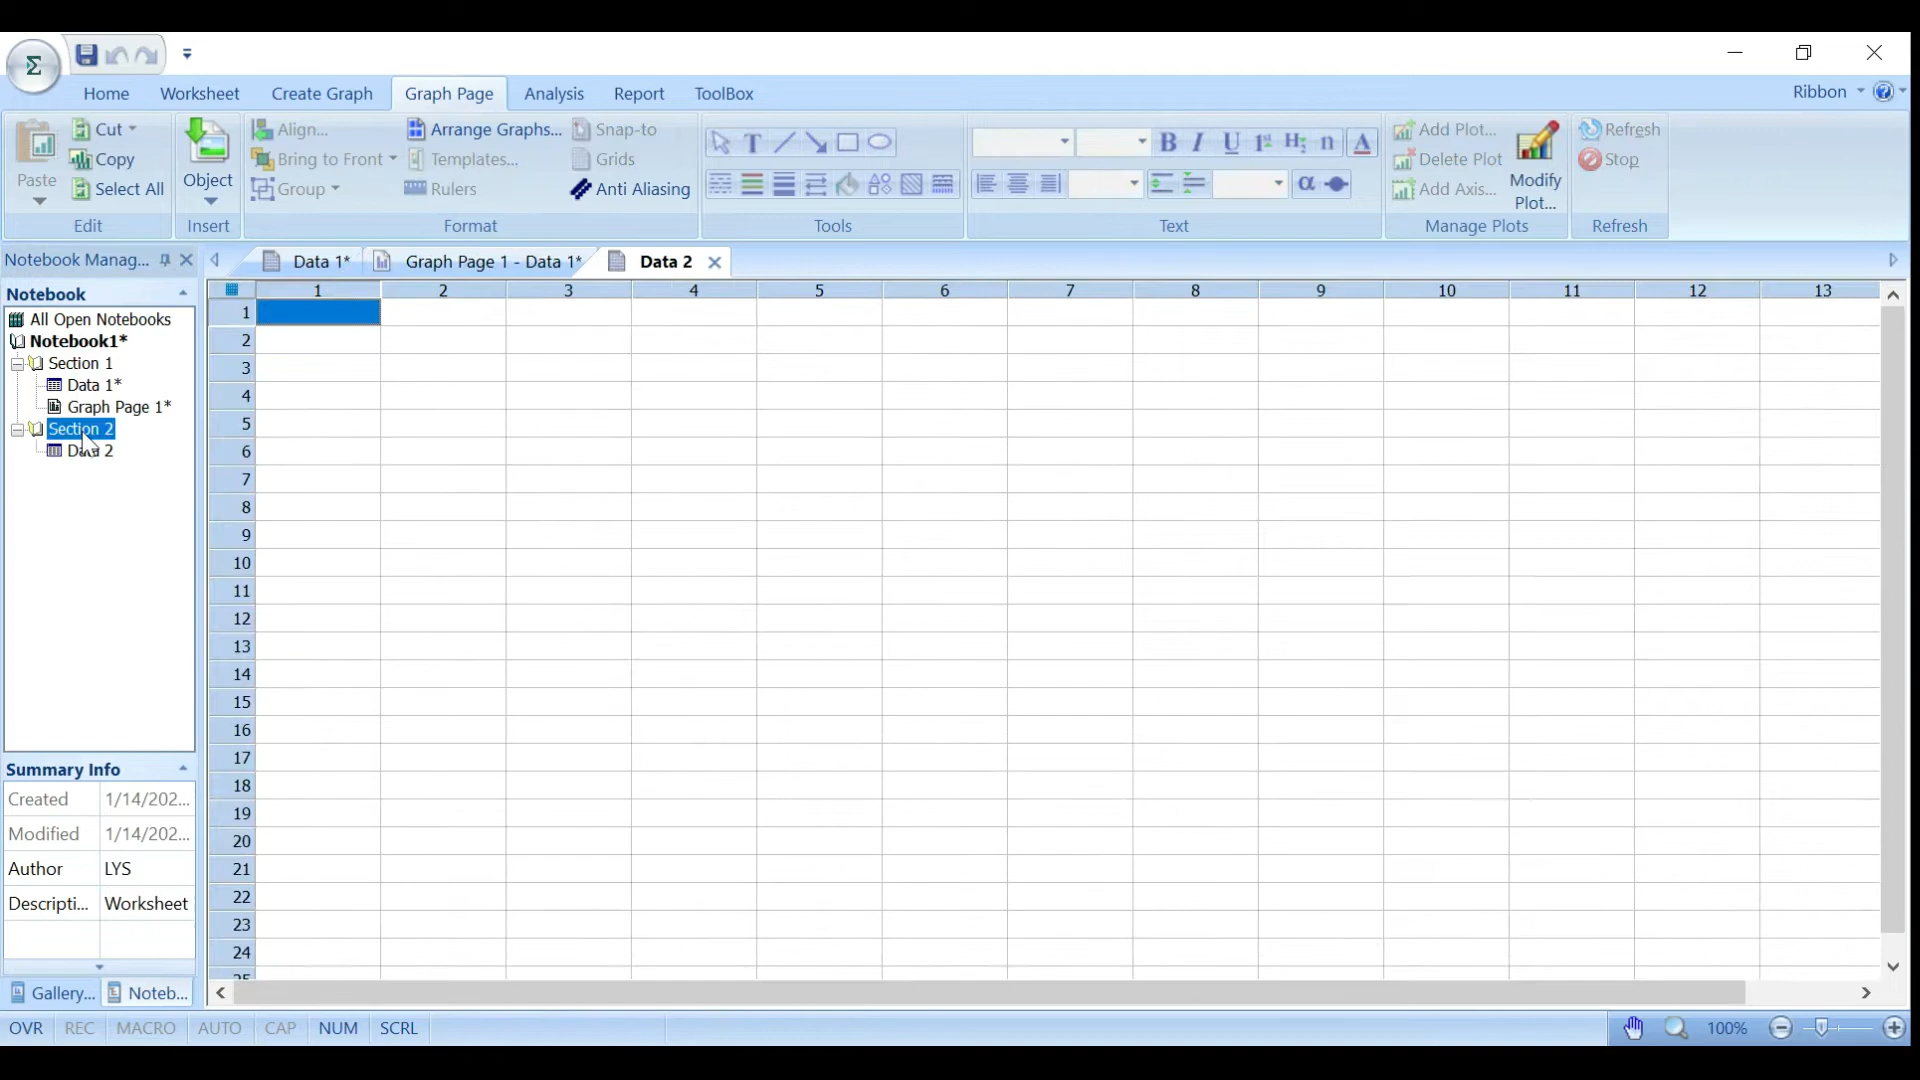 Σ
Home Worksheet Create Graph Graph Page Analysis Report ToolBox Ribbon
Paste
Cut
Copy
Select All
Edit
Object
Insert
Align... Arrange Graphs... Snap-to
Bring to Front Templates... Grids
Group Rulers Anti Aliasing
Format
T
Tools
B I U 1st H2 n A
α
Text
Add Plot...
Delete Plot
Add Axis...
Modify
Plot...
Manage Plots
Refresh
Stop
Refresh
Notebook Manag...
Data 1* Graph Page 1 - Data 1* Data 2
Notebook
All Open Notebooks
Notebook1*
Section 1
Data 1*
Graph Page 1*
Section 2
Data 2
1 2 3 4 5 6 7 8 9 10 11 12 13
1
2
3
4
5
6
7
8
9
10
11
12
13
14
15
16
17
18
19
20
21
22
23
24
25
Summary Info
Created 1/14/202...
Modified 1/14/202...
Author LYS
Descripti... Worksheet
Gallery... Noteb...
OVR REC MACRO AUTO CAP NUM SCRL 100%